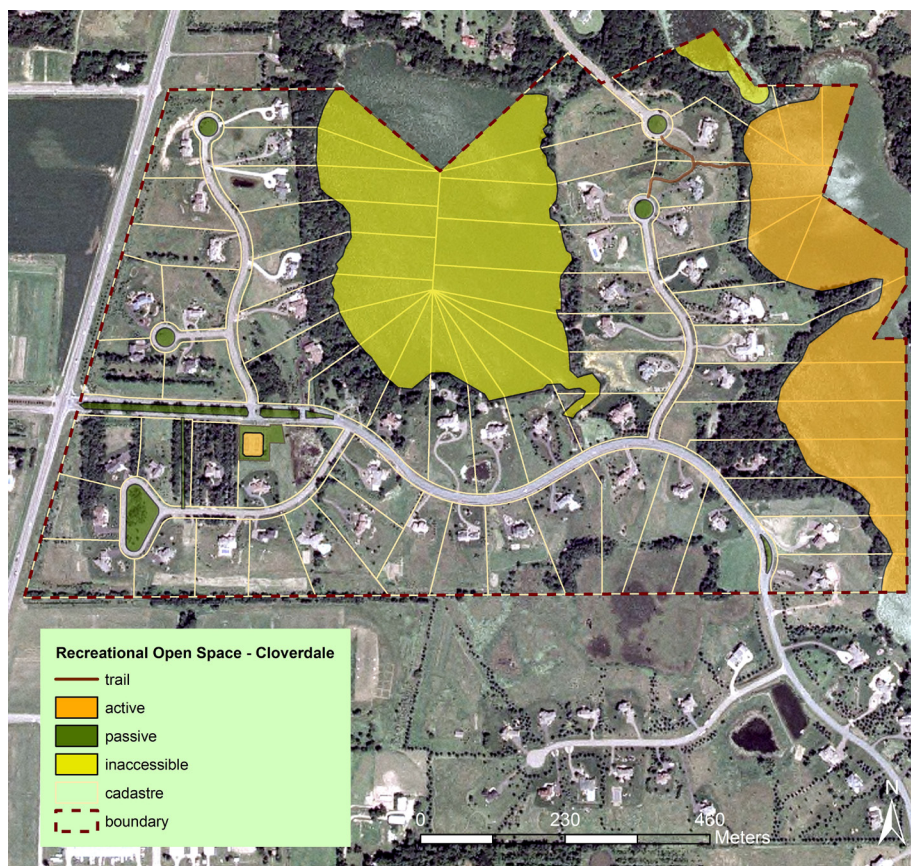 Recreational Open Space - Cloverdale
trail
active
passive
inaccessible
cadastre
boundary
N
0 230 460
Meters